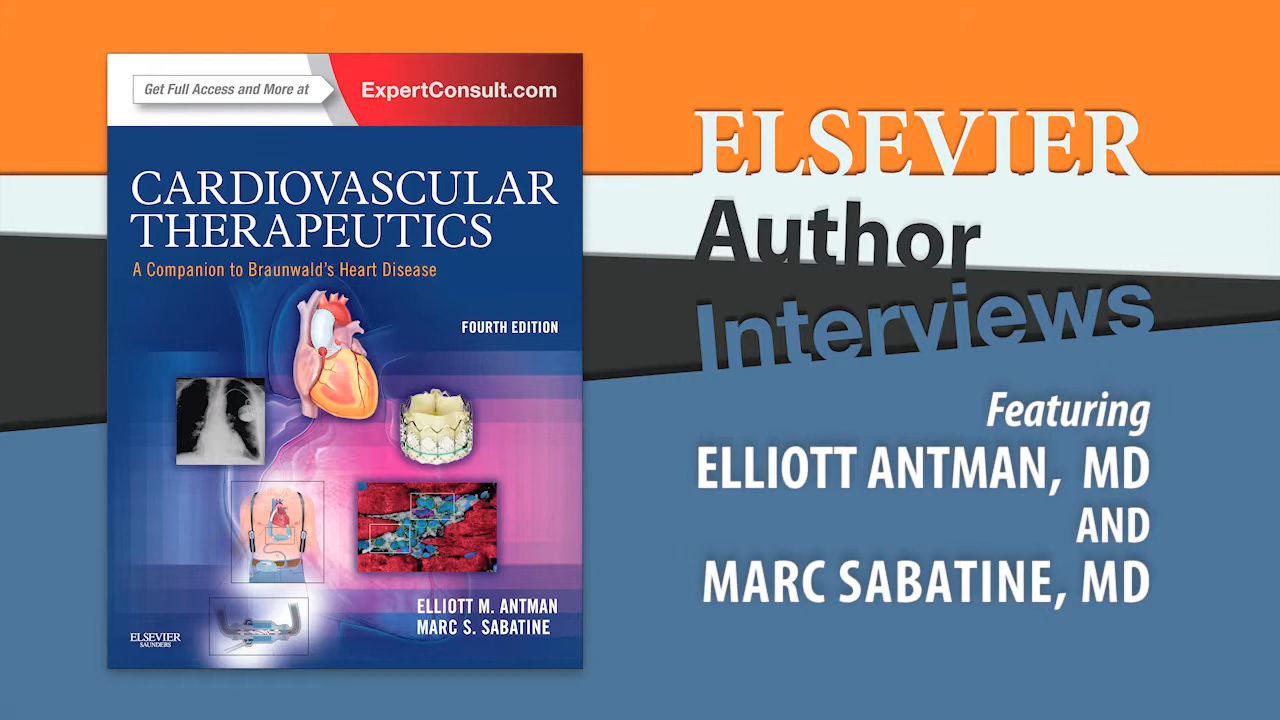 Get Full Access and More at
ExpertConsult.com
CARDIOVASCULAR
THERAPEUTICS
A Companion to Braunwald's Heart Disease
FOURTH EDITION
ELLIOTT M. ANTMAN
MARC S. SABATINE
ELSEVIER
SAUNDERS
ELSEVIER
Author
Interviews
Featuring
ELLIOTT ANTMAN, MD
AND
MARC SABATINE, MD